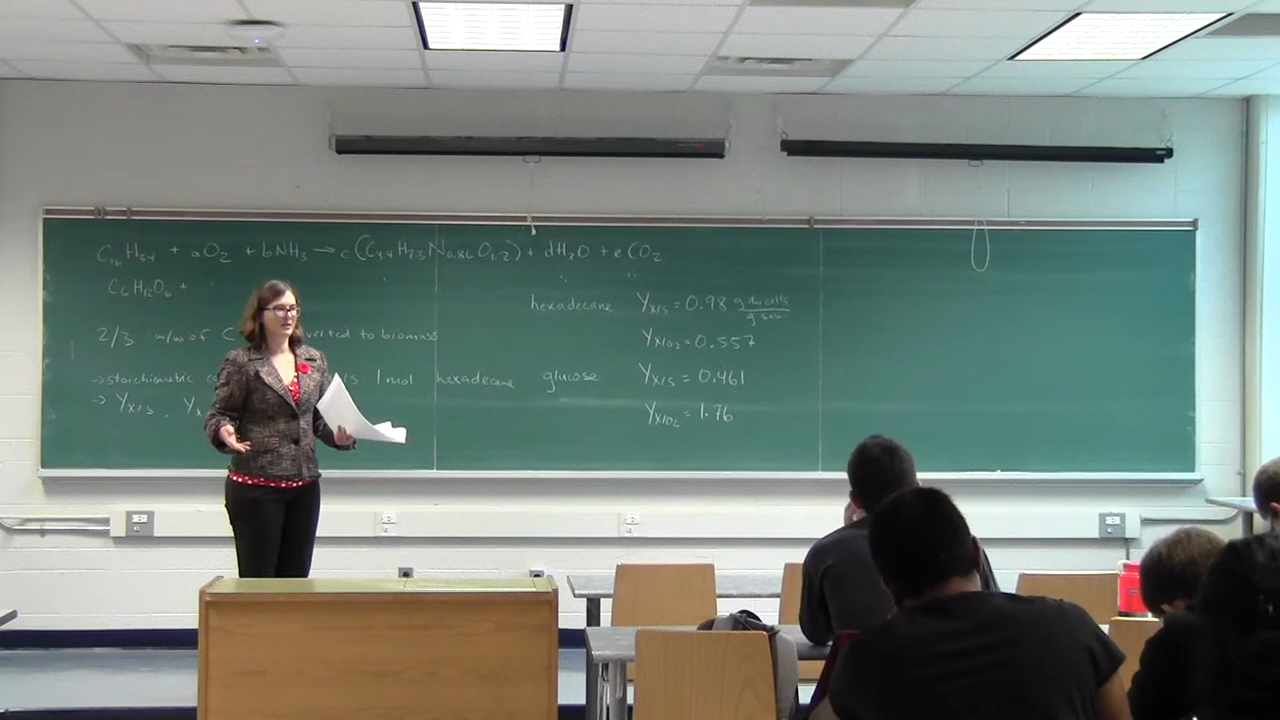 C₁₆H₃₄ + aO₂ + bNH₃ → c(C₄.₄H₇.₃N₀.₈₆O₁.₂) + dH₂O + eCO₂
C₆H₁₂O₆ +
2/3 w/w of C verted to biomass
→ stoichiometric 1 mol hexadecane
→ Yx/s, Yx
hexadecane Yx/s = 0.98 g dw cells
g sub
Yx/O₂ = 0.557
glucose Yx/s = 0.461
Yx/O₂ = 1.76